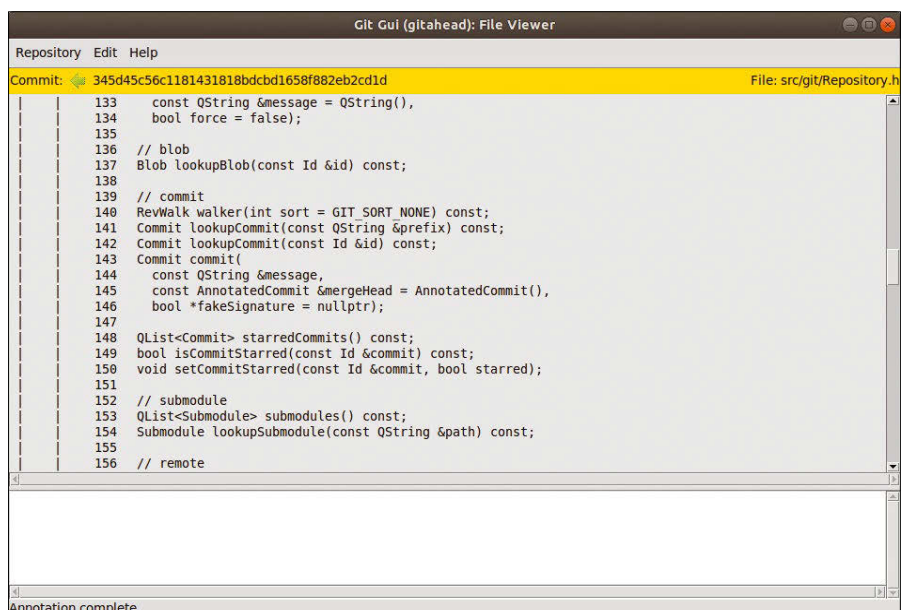 Git Gui (gitahead): File Viewer
Repository Edit Help
Commit: 345d45c56c1181431818bdcbd1658f882eb2cd1d File: src/git/Repository.h
| | 133 const QString &message = QString(),
| | 134 bool force = false);
| | 135
| | 136 // blob
| | 137 Blob lookupBlob(const Id &id) const;
| | 138
| | 139 // commit
| | 140 RevWalk walker(int sort = GIT_SORT_NONE) const;
| | 141 Commit lookupCommit(const QString &prefix) const;
| | 142 Commit lookupCommit(const Id &id) const;
| | 143 Commit commit(
| | 144 const QString &message,
| | 145 const AnnotatedCommit &mergeHead = AnnotatedCommit(),
| | 146 bool *fakeSignature = nullptr);
| | 147
| | 148 QList<Commit> starredCommits() const;
| | 149 bool isCommitStarred(const Id &commit) const;
| | 150 void setCommitStarred(const Id &commit, bool starred);
| | 151
| | 152 // submodule
| | 153 QList<Submodule> submodules() const;
| | 154 Submodule lookupSubmodule(const QString &path) const;
| | 155
| | 156 // remote
Annotation complete